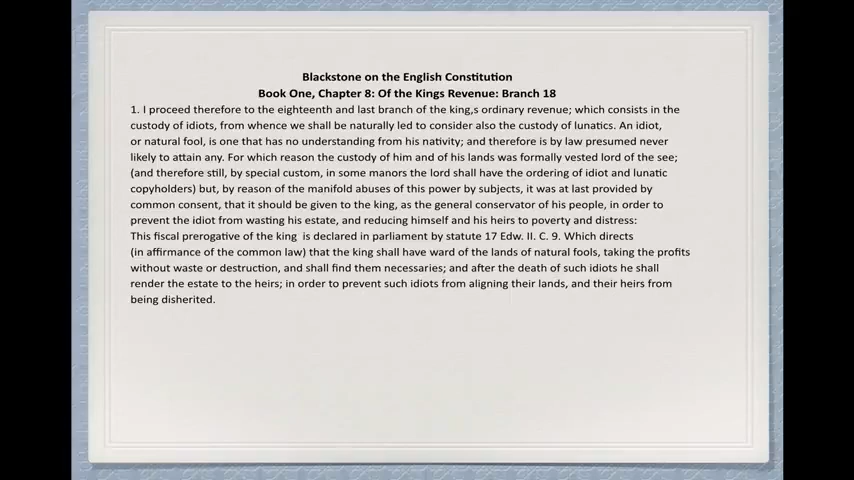 Blackstone on the English Constitution
Book One, Chapter 8: Of the Kings Revenue: Branch 18
1. I proceed therefore to the eighteenth and last branch of the king,s ordinary revenue; which consists in the
custody of idiots, from whence we shall be naturally led to consider also the custody of lunatics. An idiot,
or natural fool, is one that has no understanding from his nativity; and therefore is by law presumed never
likely to attain any. For which reason the custody of him and of his lands was formally vested lord of the see;
(and therefore still, by special custom, in some manors the lord shall have the ordering of idiot and lunatic
copyholders) but, by reason of the manifold abuses of this power by subjects, it was at last provided by
common consent, that it should be given to the king, as the general conservator of his people, in order to
prevent the idiot from wasting his estate, and reducing himself and his heirs to poverty and distress:
This fiscal prerogative of the king is declared in parliament by statute 17 Edw. II. C. 9. Which directs
(in affirmance of the common law) that the king shall have ward of the lands of natural fools, taking the profits
without waste or destruction, and shall find them necessaries; and after the death of such idiots he shall
render the estate to the heirs; in order to prevent such idiots from aligning their lands, and their heirs from
being disherited.